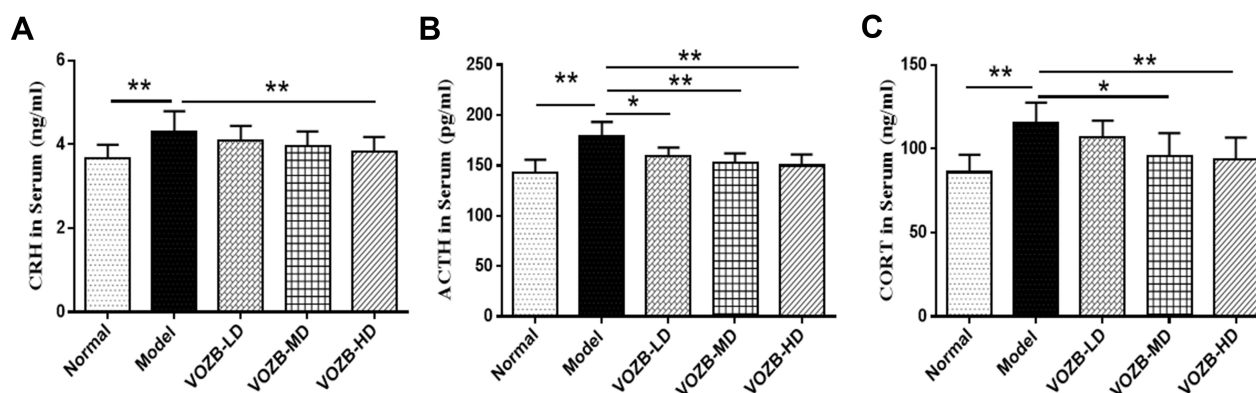 A
CRH in Serum (ng/ml)
6
4
2
0
**
**
Normal
Model
VOZB-LD
VOZB-MD
VOZB-HD
B
ACTH in Serum (pg/ml)
250
200
150
100
50
0
**
**
**
*
Normal
Model
VOZB-LD
VOZB-MD
VOZB-HD
C
CORT in Serum (ng/ml)
150
100
50
0
**
**
*
Normal
Model
VOZB-LD
VOZB-MD
VOZB-HD